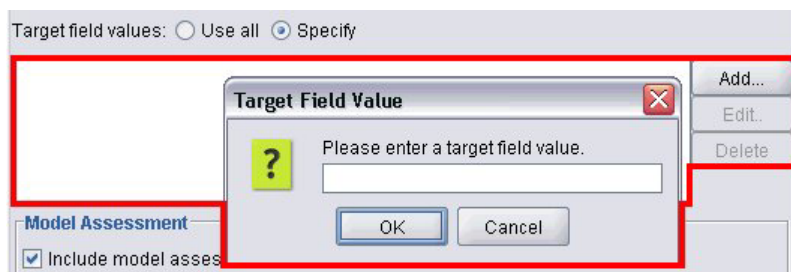 Target field values: Use all Specify
Add...
Edit..
Delete
Target Field Value
Please enter a target field value.
OK Cancel
Model Assessment
Include model